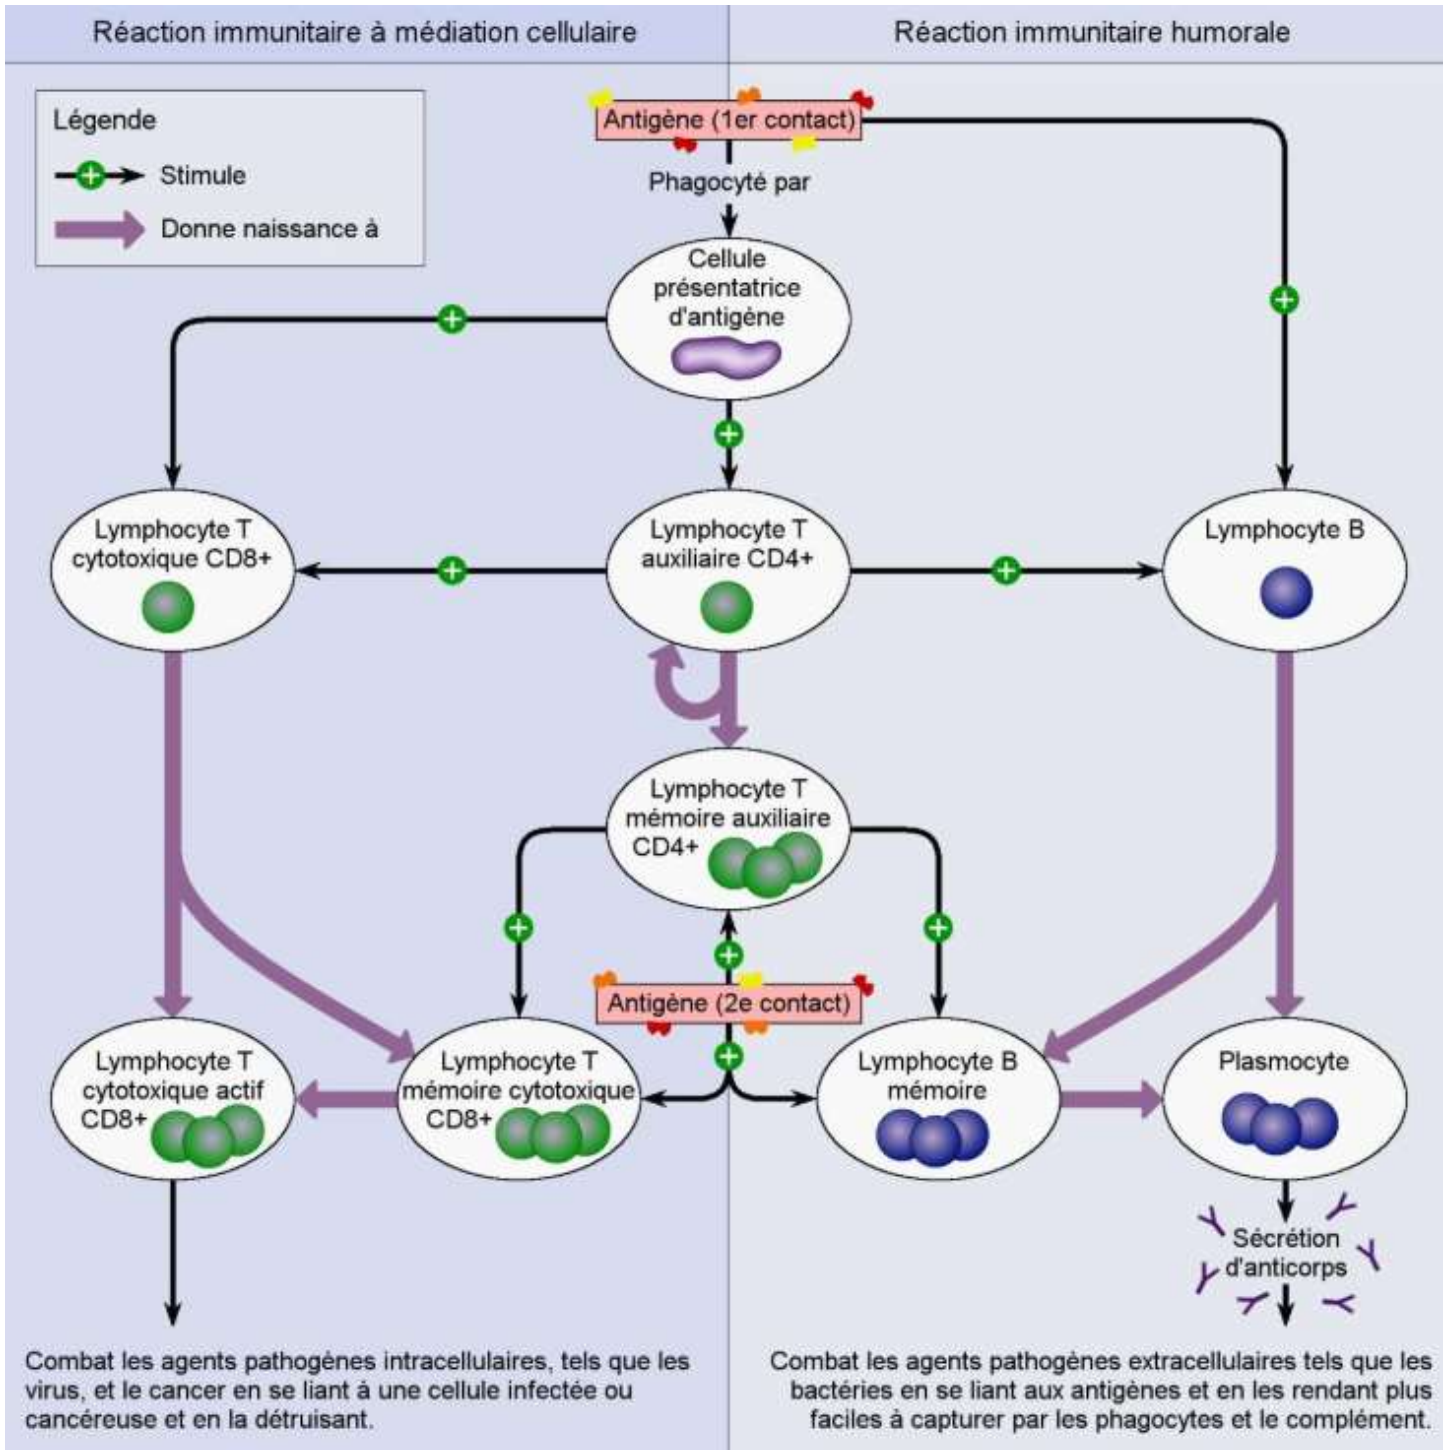 Réaction immunitaire à médiation cellulaire
Réaction immunitaire humorale
Légende
Stimule
Donne naissance à
Antigène (1er contact)
Phagocyté par
Cellule
présentatrice
d'antigène
Lymphocyte T
cytotoxique CD8+
Lymphocyte T
auxiliaire CD4+
Lymphocyte B
Lymphocyte T
mémoire auxiliaire
CD4+
Antigène (2e contact)
Lymphocyte T
cytotoxique actif
CD8+
Lymphocyte T
mémoire cytotoxique
CD8+
Lymphocyte B
mémoire
Plasmocyte
Sécrétion
d'anticorps
Combat les agents pathogènes intracellulaires, tels que les
virus, et le cancer en se liant à une cellule infectée ou
cancéreuse et en la détruisant.
Combat les agents pathogènes extracellulaires tels que les
bactéries en se liant aux antigènes et en les rendant plus
faciles à capturer par les phagocytes et le complément.